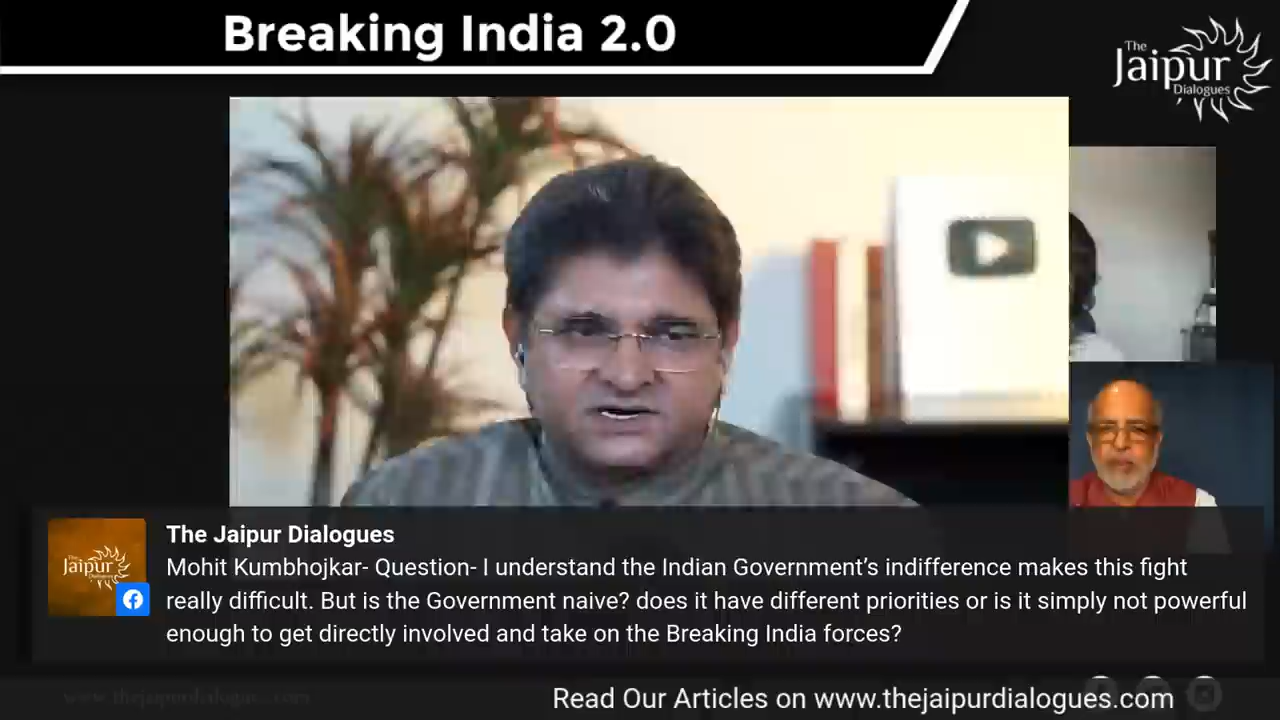 Breaking India 2.0
The
Jaipur
Dialogues
The Jaipur Dialogues
The
Jaipur
Dialogues
Mohit Kumbhojkar- Question- I understand the Indian Government's indifference makes this fight
really difficult. But is the Government naive? does it have different priorities or is it simply not powerful
enough to get directly involved and take on the Breaking India forces?
Read Our Articles on www.thejaipurdialogues.com